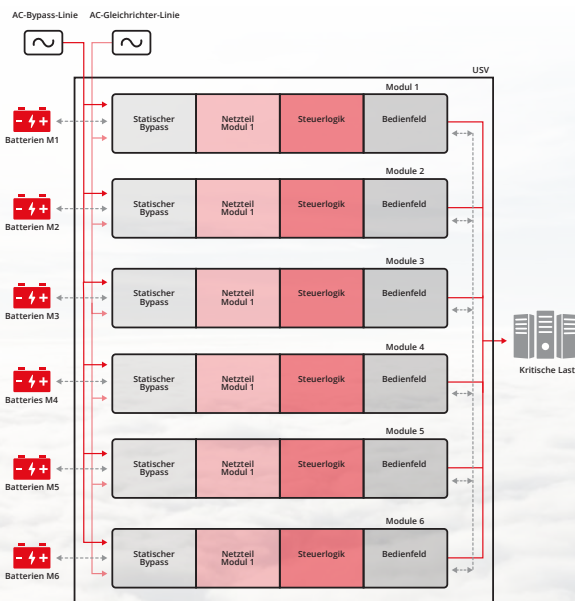 AC-Bypass-Linie
AC-Gleichrichter-Linie
USV
Modul 1
Batterien M1
Statischer
Bypass
Netzteil
Modul 1
Steuerlogik
Bedienfeld
Module 2
Batterien M2
Statischer
Bypass
Netzteil
Modul 1
Steuerlogik
Bedienfeld
Module 3
Batterien M3
Statischer
Bypass
Netzteil
Modul 1
Steuerlogik
Bedienfeld
Kritische Last
Module 4
Batteries M4
Statischer
Bypass
Netzteil
Modul 1
Steuerlogik
Bedienfeld
Module 5
Batterien M5
Statischer
Bypass
Netzteil
Modul 1
Steuerlogik
Bedienfeld
Module 6
Batterien M6
Statischer
Bypass
Netzteil
Modul 1
Steuerlogik
Bedienfeld